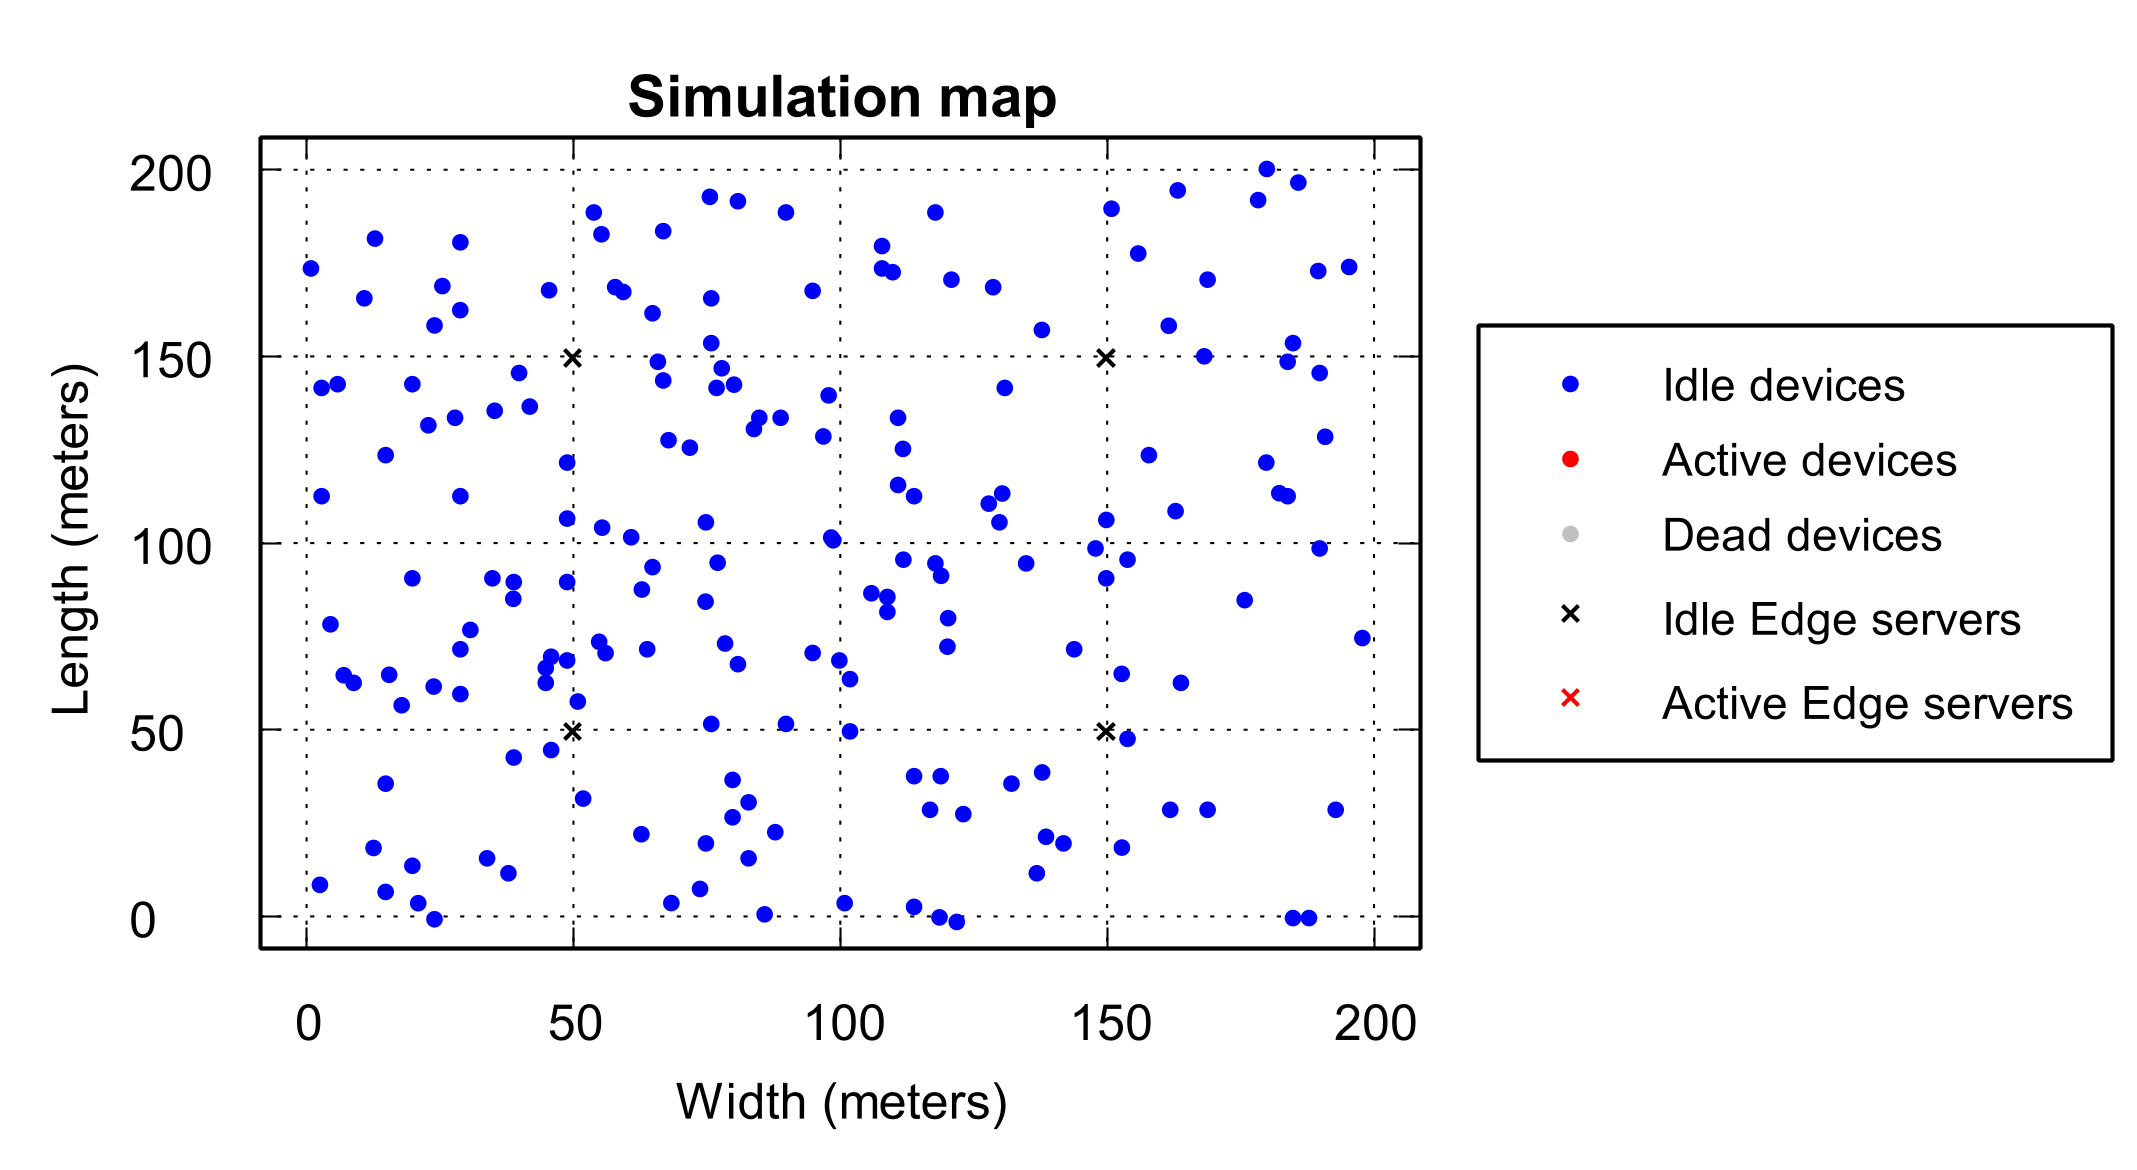 Simulation map
200
150
100
50
0
Length (meters)
0 50 100 150 200
Width (meters)
Idle devices
Active devices
Dead devices
Idle Edge servers
Active Edge servers